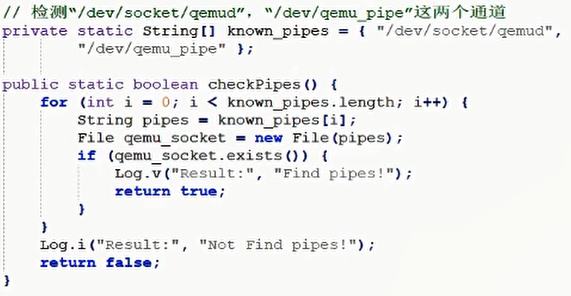 // 检测“/dev/socket/qemud”，“/dev/qemu_pipe”这两个通道
private static String[] known_pipes = { "/dev/socket/qemud",
        "/dev/qemu_pipe" };

public static boolean checkPipes() {
    for (int i = 0; i < known_pipes.length; i++) {
        String pipes = known_pipes[i];
        File qemu_socket = new File(pipes);
        if (qemu_socket.exists()) {
            Log.v("Result:", "Find pipes!");
            return true;
        }
    }
    Log.i("Result:", "Not Find pipes!");
    return false;
}